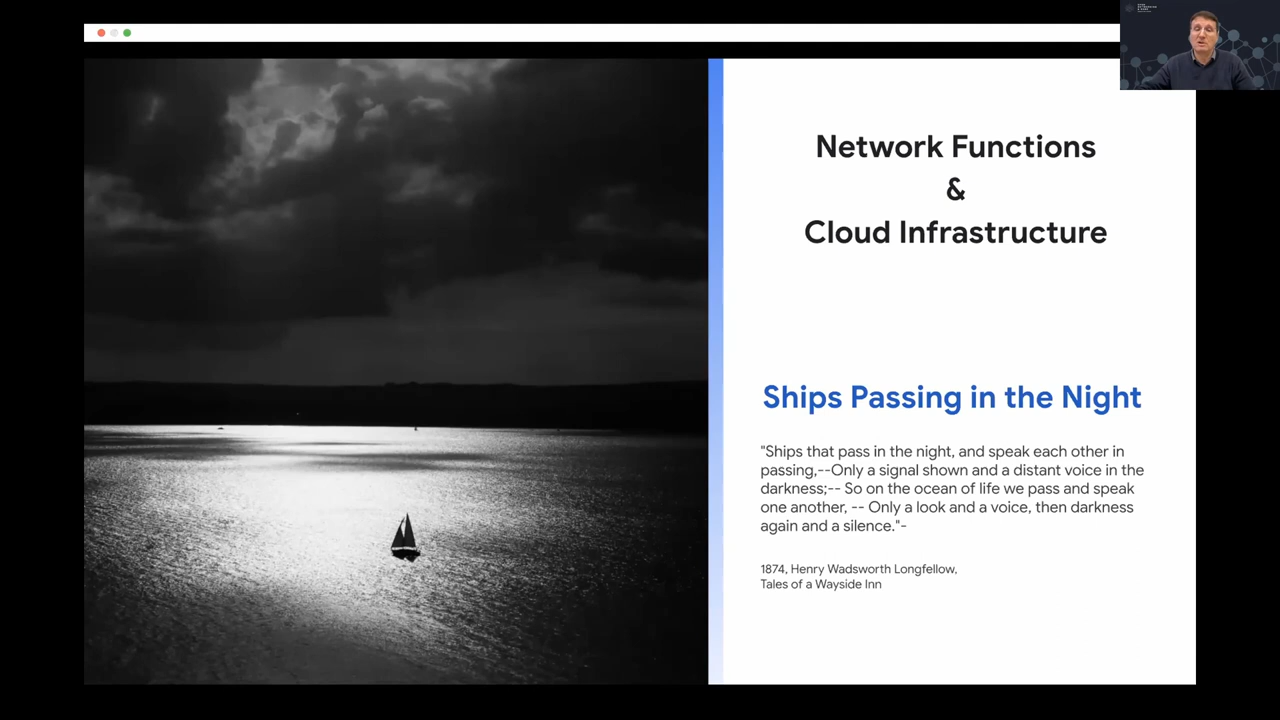 Network Functions
&
Cloud Infrastructure
Ships Passing in the Night
"Ships that pass in the night, and speak each other in
passing,--Only a signal shown and a distant voice in the
darkness;-- So on the ocean of life we pass and speak
one another, -- Only a look and a voice, then darkness
again and a silence."-
1874, Henry Wadsworth Longfellow,
Tales of a Wayside Inn